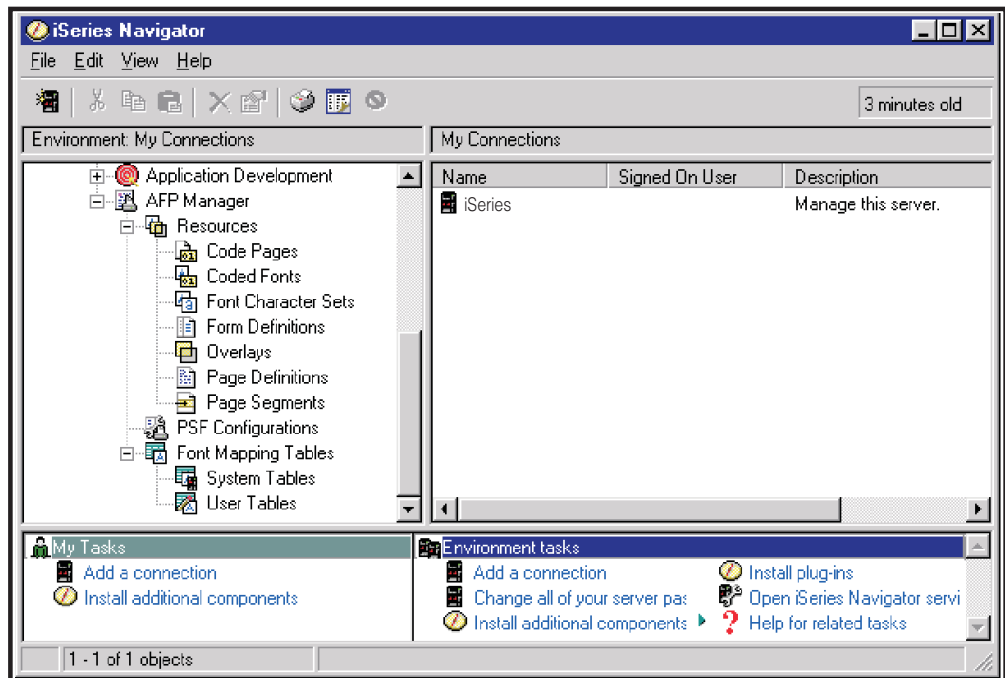 iSeries Navigator
File Edit View Help
3 minutes old
Environment: My Connections
My Connections
Application Development
AFP Manager
Resources
Code Pages
Coded Fonts
Font Character Sets
Form Definitions
Overlays
Page Definitions
Page Segments
PSF Configurations
Font Mapping Tables
System Tables
User Tables
Name Signed On User Description
iSeries Manage this server.
My Tasks
Add a connection
Install additional components
Environment tasks
Add a connection Install plug-ins
Change all of your server pas Open iSeries Navigator servi
Install additional components Help for related tasks
1 - 1 of 1 objects